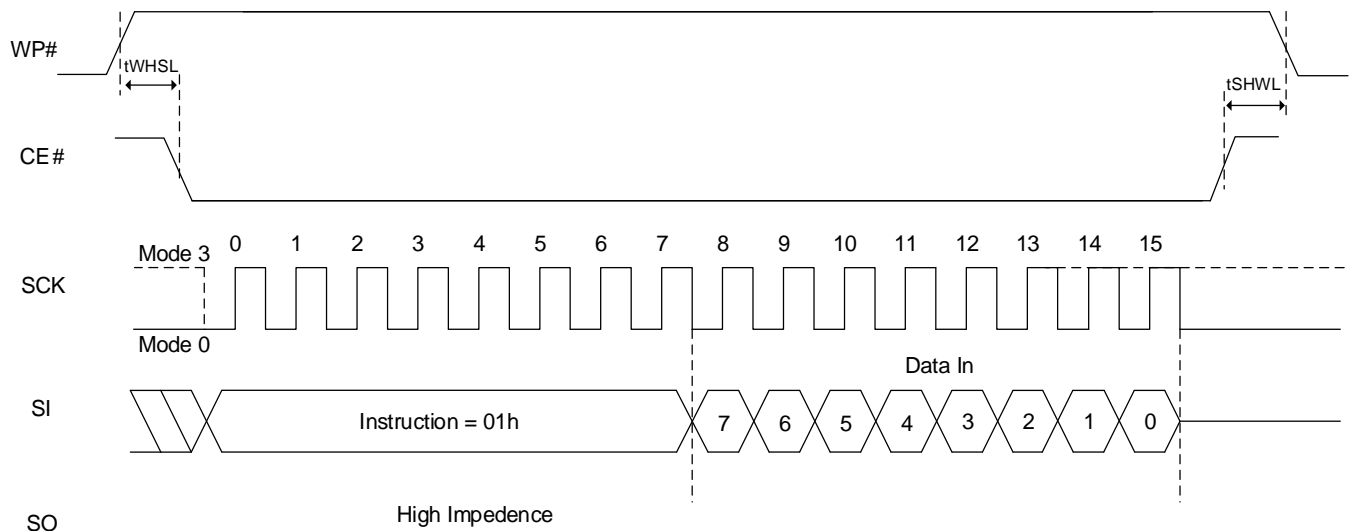 WP#
tWHSL
tSHWL
CE#
0 1 2 3 4 5 6 7 8 9 10 11 12 13 14 15
Mode 3
SCK
Mode 0
Data In
SI
Instruction = 01h
7 6 5 4 3 2 1 0
High Impedence
SO